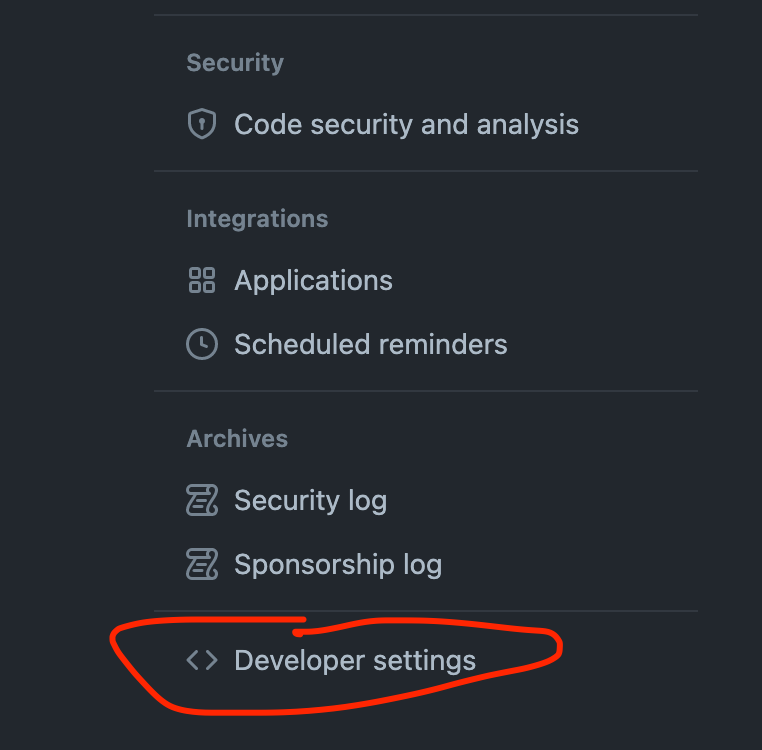 Security
Code security and analysis
Integrations
Applications
Scheduled reminders
Archives
Security log
Sponsorship log
Developer settings